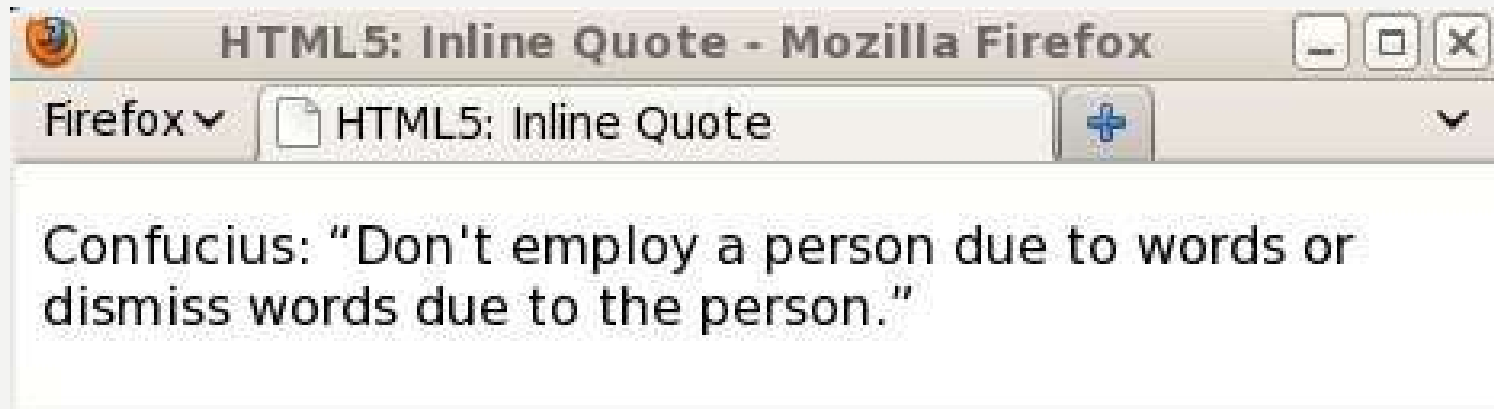 HTML5: Inline Quote - Mozilla Firefox
Firefox HTML5: Inline Quote
Confucius: “Don't employ a person due to words or
dismiss words due to the person.”